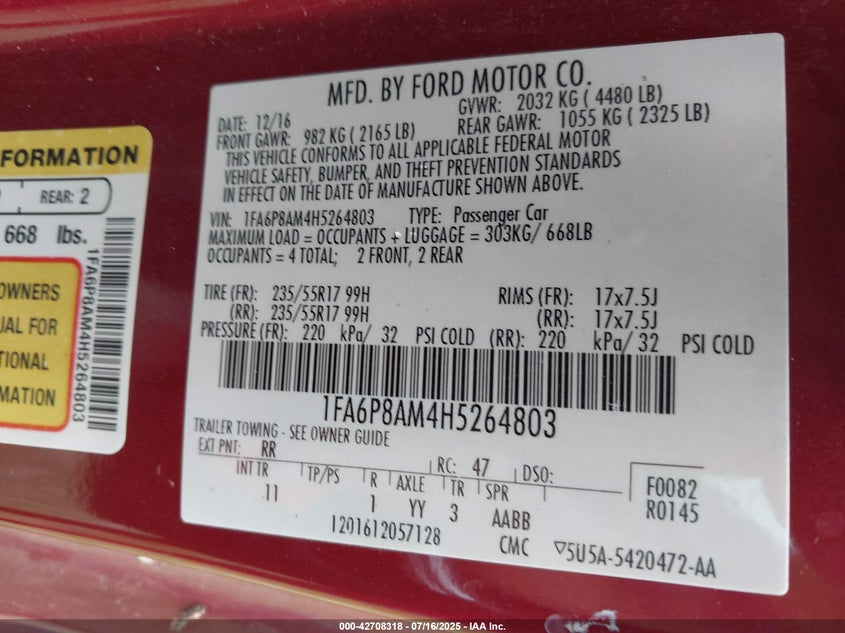 MFD. BY FORD MOTOR CO.
DATE: 12/16 GVWR: 2032 KG ( 4480 LB)
FRONT GAWR: 982 KG ( 2165 LB) REAR GAWR: 1055 KG ( 2325 LB)
THIS VEHICLE CONFORMS TO ALL APPLICABLE FEDERAL MOTOR
VEHICLE SAFETY, BUMPER, AND THEFT PREVENTION STANDARDS
IN EFFECT ON THE DATE OF MANUFACTURE SHOWN ABOVE.
VIN: 1FA6P8AM4H5264803 TYPE: Passenger Car
MAXIMUM LOAD = OCCUPANTS + LUGGAGE = 303KG/ 668LB
OCCUPANTS = 4 TOTAL; 2 FRONT, 2 REAR
TIRE (FR): 235/55R17 99H RIMS (FR): 17x7.5J
(RR): 235/55R17 99H (RR): 17x7.5J
PRESSURE (FR): 220 kPa/ 32 PSI COLD (RR): 220 kPa/ 32 PSI COLD
1FA6P8AM4H5264803
TRAILER TOWING - SEE OWNER GUIDE
EXT PNT: RR RC: 47 DSO:
INT TR TP/PS R AXLE TR SPR F0082
11 1 YY 3 AABB R0145
I201612057128 CMC ▽5U5A-5420472-AA
FORMATION
REAR: 2
668 lbs.
OWNERS
UAL FOR
TIONAL
MATION
1FA6P8AM4H5264803
000-42708318 - 07/16/2025 - IAA Inc.